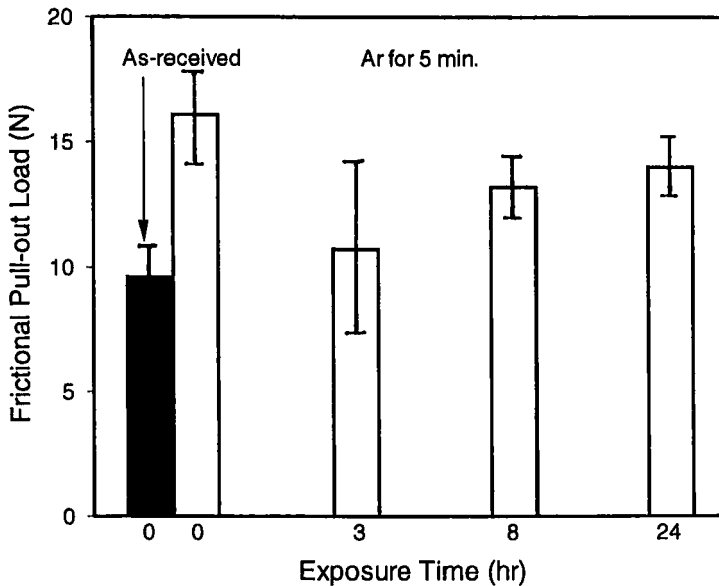 20
As-received
Ar for 5 min.
15
10
5
0
Frictional Pull-out Load (N)
0 0 3 8 24
Exposure Time (hr)